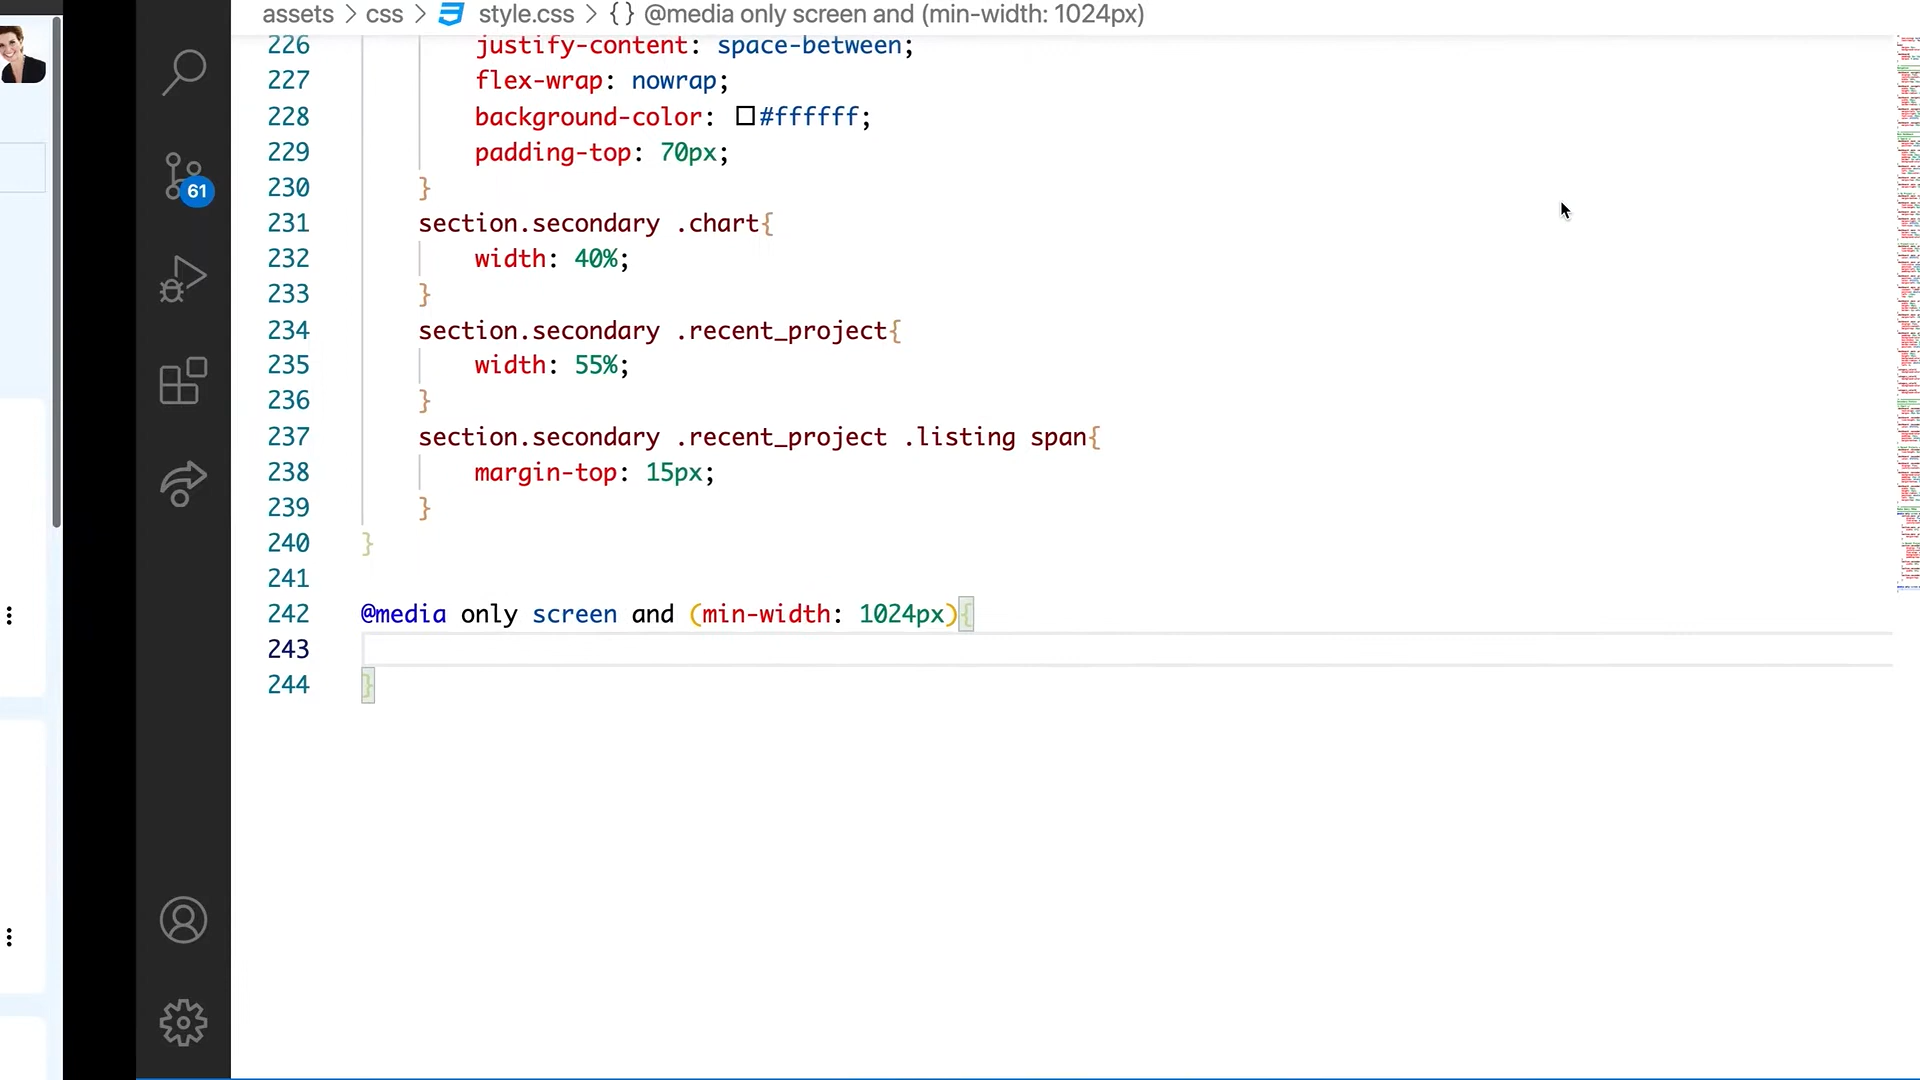 assets > css > style.css > {} @media only screen and (min-width: 1024px)
226 justify-content: space-between;
227 flex-wrap: nowrap;
228 background-color: #ffffff;
229 padding-top: 70px;
230 }
231 section.secondary .chart{
232 width: 40%;
233 }
234 section.secondary .recent_project{
235 width: 55%;
236 }
237 section.secondary .recent_project .listing span{
238 margin-top: 15px;
239 }
240 }
241
242 @media only screen and (min-width: 1024px){
243
244 }
61